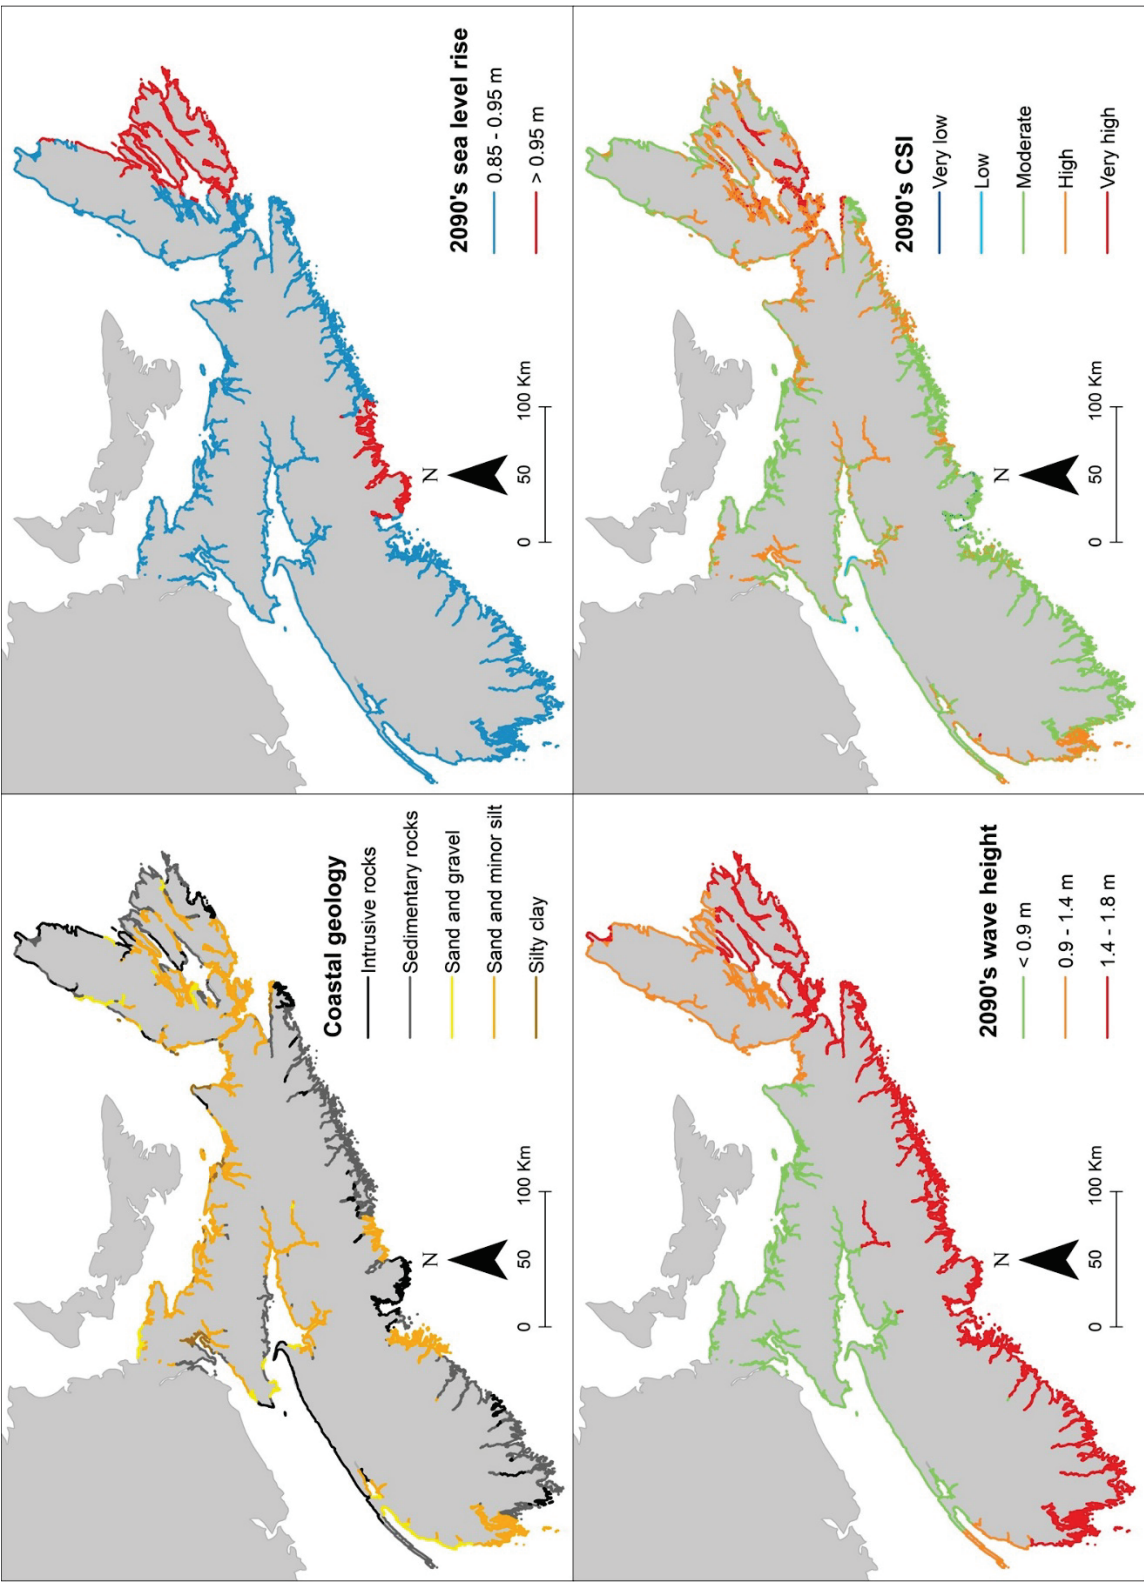 Coastal geology
Intrusive rocks
Sedimentary rocks
Sand and gravel
Sand and minor silt
Silty clay
N
0 50 100 Km
2090's sea level rise
0.85 - 0.95 m
> 0.95 m
N
0 50 100 Km
2090's wave height
< 0.9 m
0.9 - 1.4 m
1.4 - 1.8 m
N
0 50 100 Km
2090's CSI
Very low
Low
Moderate
High
Very high
N
0 50 100 Km